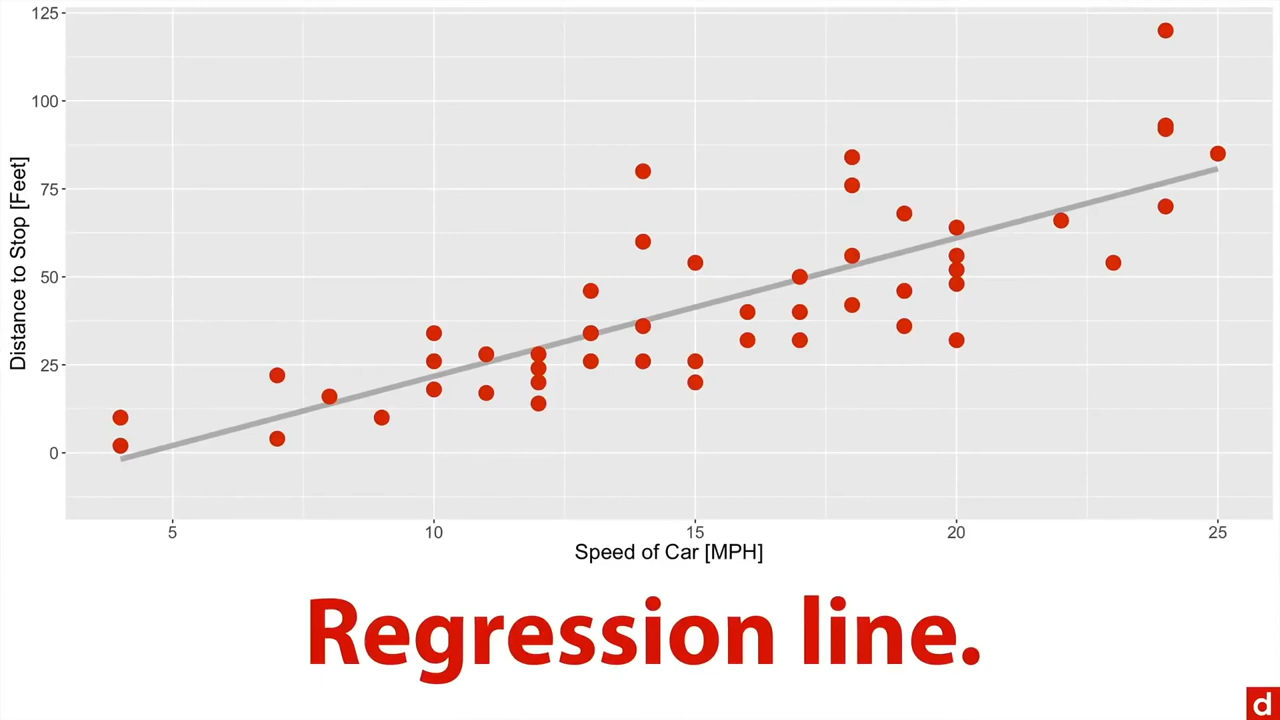 125
100
75
50
25
0
Distance to Stop [Feet]
5 10 15 20 25
Speed of Car [MPH]
Regression line.
d